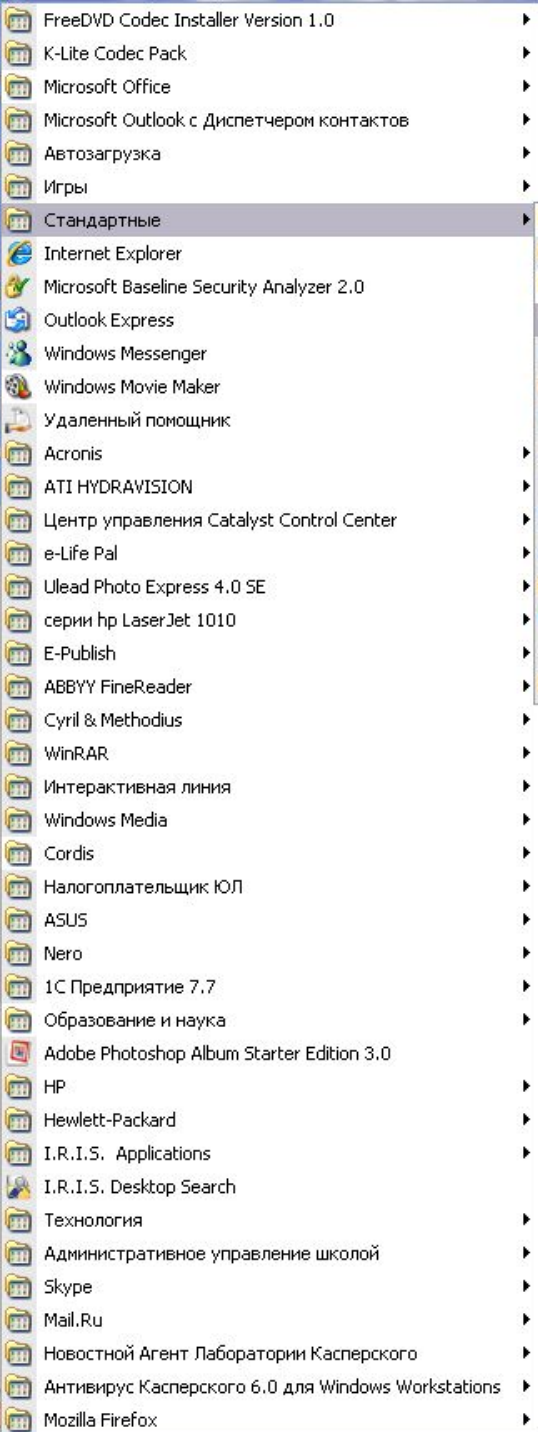 FreeDVD Codec Installer Version 1.0
K-Lite Codec Pack
Microsoft Office
Microsoft Outlook с Диспетчером контактов
Автозагрузка
Игры
Стандартные
Internet Explorer
Microsoft Baseline Security Analyzer 2.0
Outlook Express
Windows Messenger
Windows Movie Maker
Удаленный помощник
Acronis
ATI HYDRAVISION
Центр управления Catalyst Control Center
e-Life Pal
Ulead Photo Express 4.0 SE
серии hp LaserJet 1010
E-Publish
ABBYY FineReader
Cyril & Methodius
WinRAR
Интерактивная линия
Windows Media
Cordis
Налогоплательщик ЮЛ
ASUS
Nero
1С Предприятие 7.7
Образование и наука
Adobe Photoshop Album Starter Edition 3.0
HP
Hewlett-Packard
I.R.I.S. Applications
I.R.I.S. Desktop Search
Технология
Административное управление школой
Skype
Mail.Ru
Новостной Агент Лаборатории Касперского
Антивирус Касперского 6.0 для Windows Workstations
Mozilla Firefox